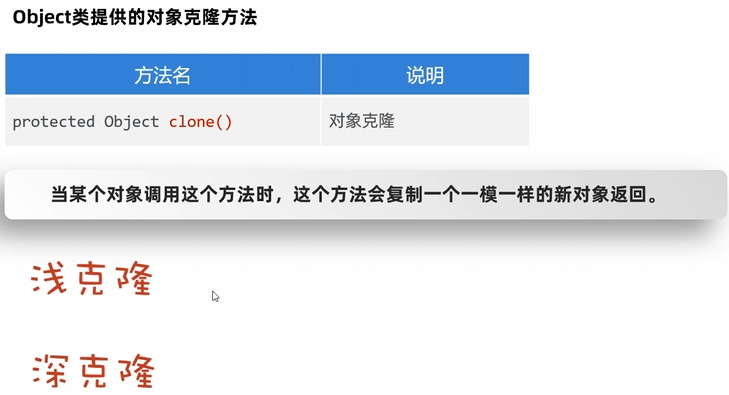 Object类提供的对象克隆方法
方法名 说明
protected Object clone() 对象克隆
当某个对象调用这个方法时，这个方法会复制一个一模一样的新对象返回。
浅克隆
深克隆